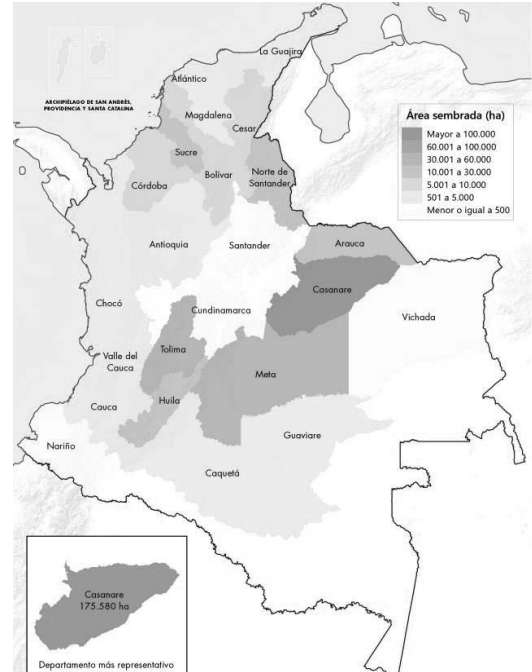 La Guajira
ARCHIPIÉLAGO DE SAN ANDRÉS,
PROVIDENCIA Y SANTA CATALINA
Atlántico
Magdalena
Cesar
Sucre
Bolívar
Norte de
Santander
Córdoba
Área sembrada (ha)
Mayor a 100.000
60.001 a 100.000
30.001 a 60.000
10.001 a 30.000
5.001 a 10.000
501 a 5.000
Menor o igual a 500
Antioquia
Santander
Arauca
Casanare
Chocó
Cundinamarca
Vichada
Valle del
Cauca
Tolima
Meta
Huila
Cauca
Guaviare
Nariño
Caquetá
Casanare
175.580 ha
Departamento más representativo